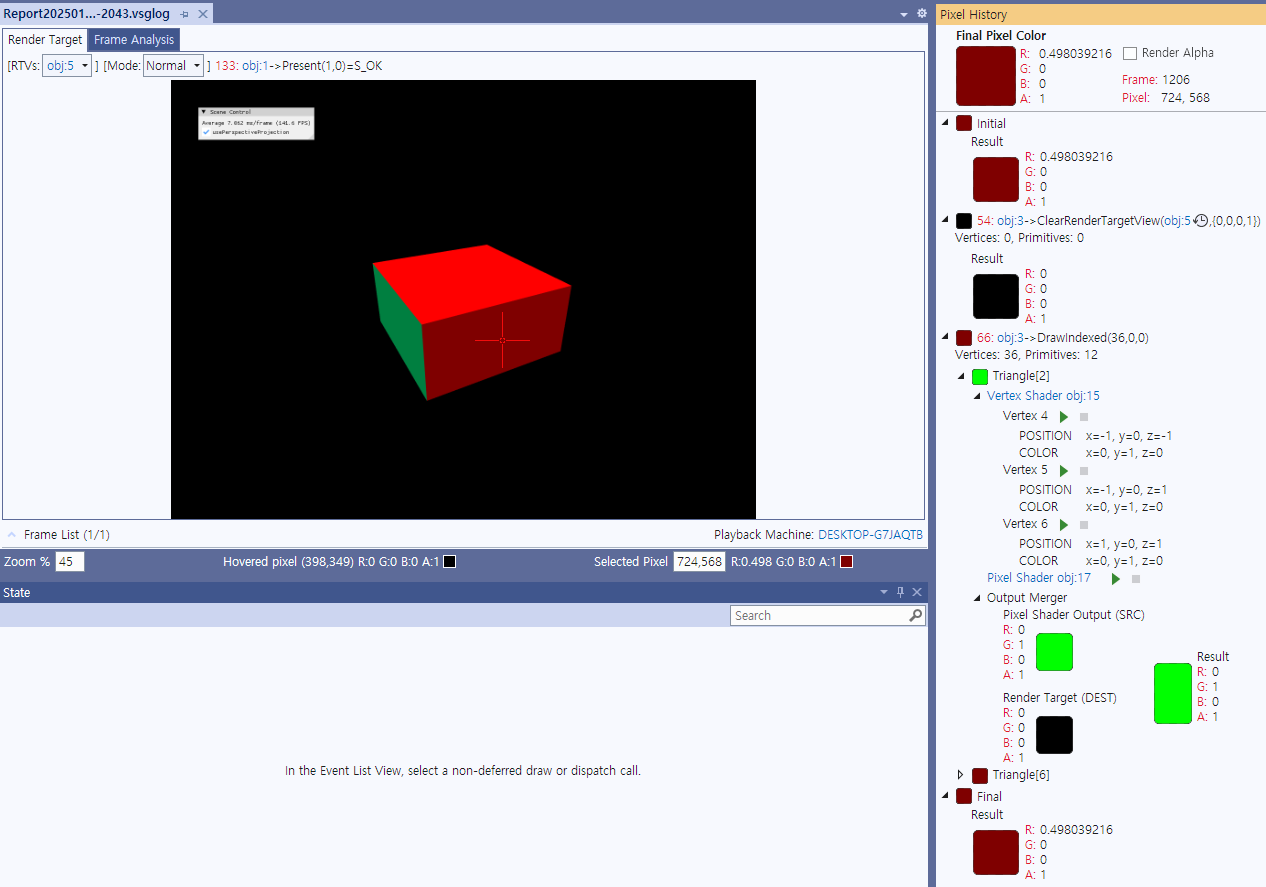 Report202501...-2043.vsglog
Render Target Frame Analysis
[RTVs: obj:5 ] [Mode: Normal ] 133: obj:1->Present(1,0)=S_OK
Scene Control
Average 7.062 ms/frame (141.6 FPS)
usePerspectiveProjection
Frame List (1/1)
Playback Machine: DESKTOP-G7JAQTB
Zoom % 45
Hovered pixel (398,349) R:0 G:0 B:0 A:1
Selected Pixel 724,568 R:0.498 G:0 B:0 A:1
State
Search
In the Event List View, select a non-deferred draw or dispatch call.
Pixel History
Final Pixel Color
R: 0.498039216
G: 0
B: 0
A: 1
Render Alpha
Frame: 1206
Pixel: 724, 568
Initial
Result
R: 0.498039216
G: 0
B: 0
A: 1
54: obj:3->ClearRenderTargetView(obj:5,{0,0,0,1})
Vertices: 0, Primitives: 0
Result
R: 0
G: 0
B: 0
A: 1
66: obj:3->DrawIndexed(36,0,0)
Vertices: 36, Primitives: 12
Triangle[2]
Vertex Shader obj:15
Vertex 4
POSITION x=-1, y=0, z=-1
COLOR x=0, y=1, z=0
Vertex 5
POSITION x=-1, y=0, z=1
COLOR x=0, y=1, z=0
Vertex 6
POSITION x=1, y=0, z=1
COLOR x=0, y=1, z=0
Pixel Shader obj:17
Output Merger
Pixel Shader Output (SRC)
R: 0
G: 1
B: 0
A: 1
Render Target (DEST)
R: 0
G: 0
B: 0
A: 1
Result
R: 0
G: 1
B: 0
A: 1
Triangle[6]
Final
Result
R: 0.498039216
G: 0
B: 0
A: 1